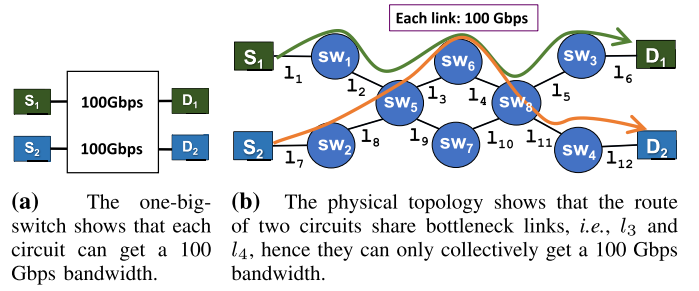 Each link: 100 Gbps
S1 sw1 sw6 sw3 D1
l1 l2 l3 l4 l5 l6
S1 100Gbps D1
sw5 sw8
S2 100Gbps D2
S2 sw2 sw7 sw4 D2
l7 l8 l9 l10 l11 l12
(a) The one-big-
switch shows that each
circuit can get a 100
Gbps bandwidth.
(b) The physical topology shows that the route
of two circuits share bottleneck links, i.e., l3 and
l4, hence they can only collectively get a 100 Gbps
bandwidth.